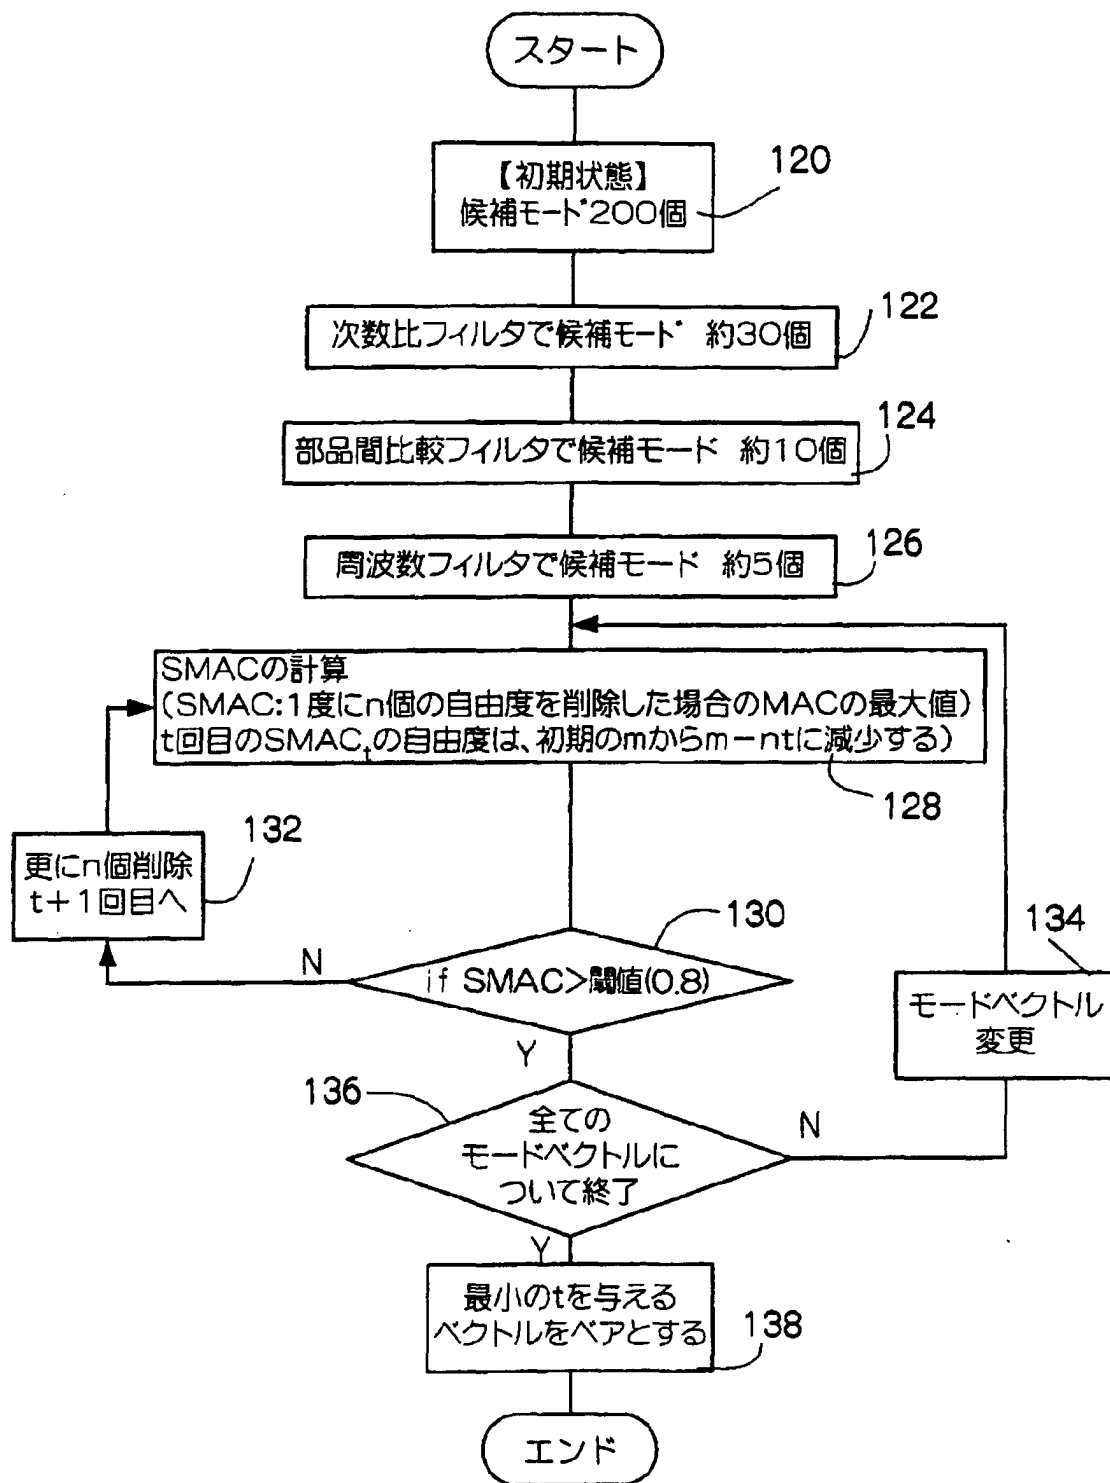 スタート
【初期状態】
候補モード200個
120
次数比フィルタで候補モード 約30個
122
部品間比較フィルタで候補モード 約10個
124
周波数フィルタで候補モード 約5個
126
SMACの計算
(SMAC:1度にn個の自由度を削除した場合のMACの最大値)
t回目のSMACtの自由度は、初期のmからm-ntに減少する)
128
132
更にn個削除
t+1回目へ
130
N
if SMAC>閾値(0.8)
134
モードベクトル
変更
Y
136
全ての
モードベクトルに
ついて終了
N
Y
最小のtを与える
ベクトルをペアとする
138
エンド